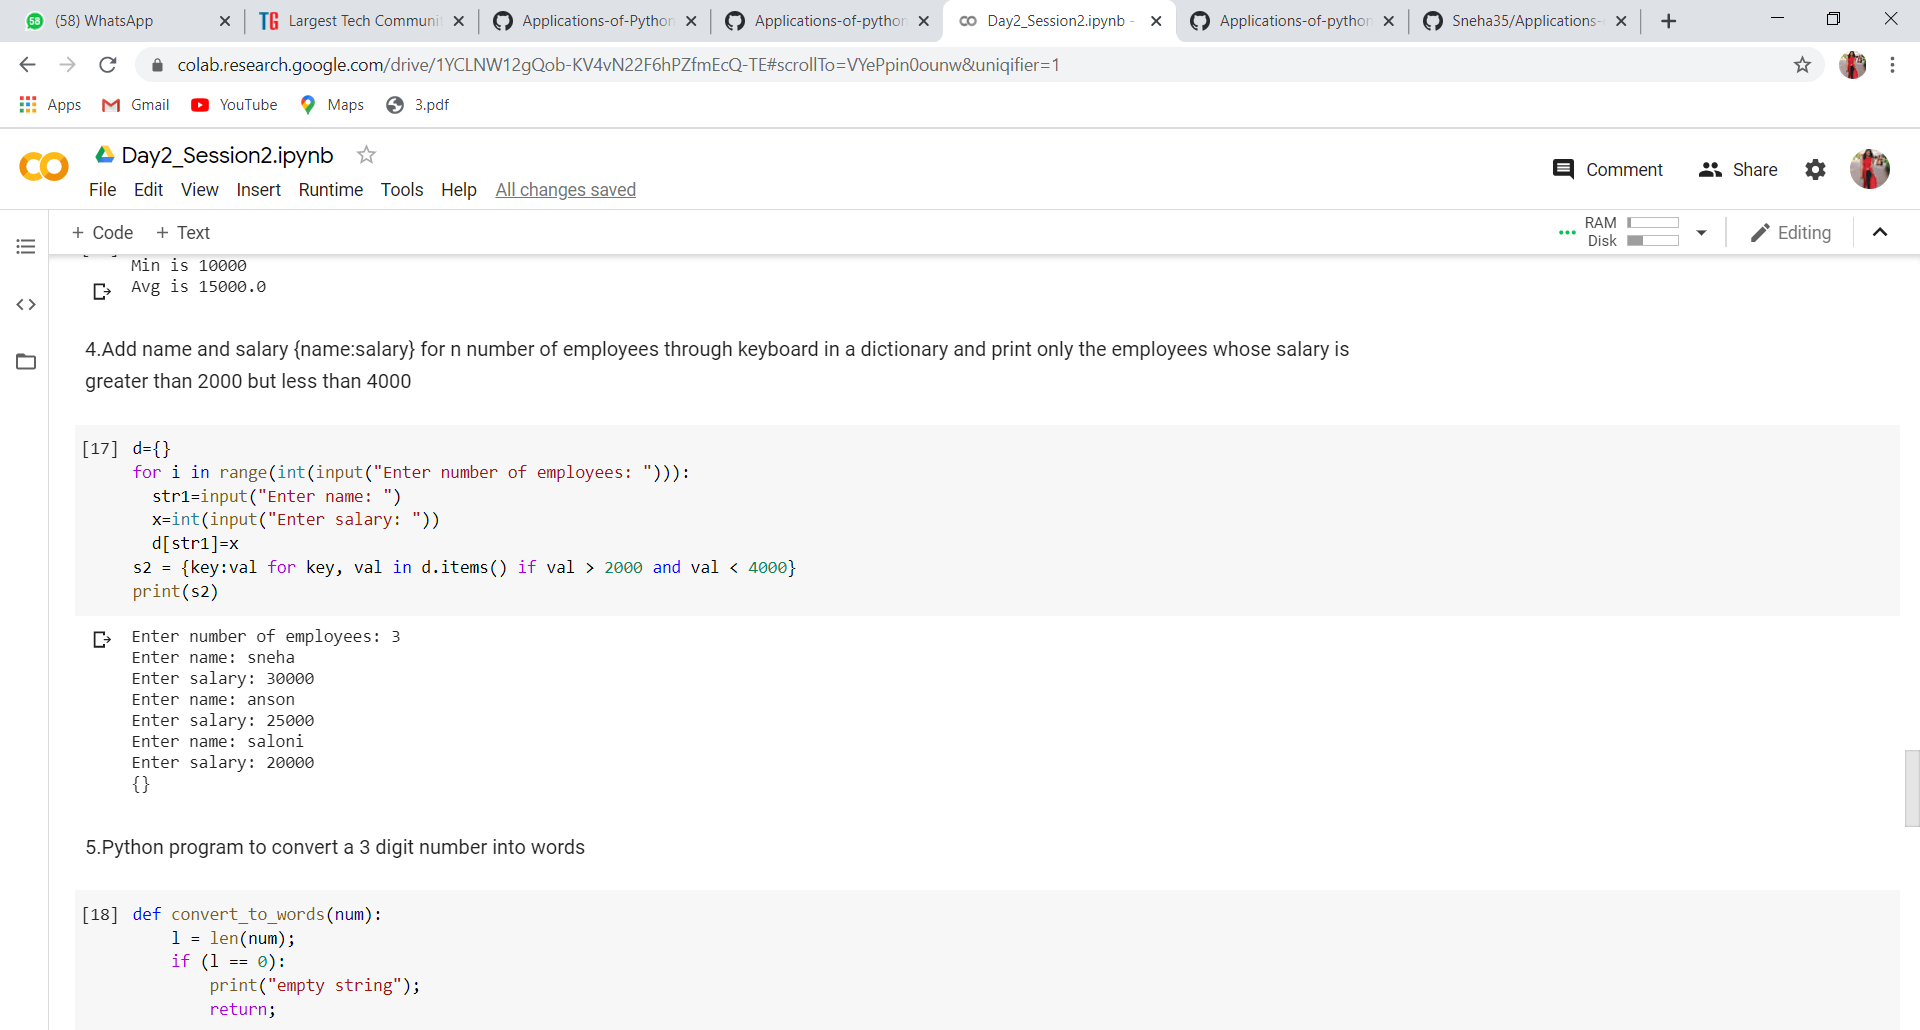 (58) WhatsApp
Largest Tech Communi
Applications-of-Python
Applications-of-python
Day2_Session2.ipynb -
Applications-of-python
Sneha35/Applications-
colab.research.google.com/drive/1YCLNW12gQob-KV4vN22F6hPZfmEcQ-TE#scrollTo=VYePpin0ounw&uniqifier=1
Apps Gmail YouTube Maps 3.pdf
Day2_Session2.ipynb
Comment Share
File Edit View Insert Runtime Tools Help All changes saved
+ Code + Text
RAM
Disk
Editing
Min is 10000
Avg is 15000.0
4.Add name and salary {name:salary} for n number of employees through keyboard in a dictionary and print only the employees whose salary is
greater than 2000 but less than 4000
[17] d={}
for i in range(int(input("Enter number of employees: "))):
str1=input("Enter name: ")
x=int(input("Enter salary: "))
d[str1]=x
s2 = {key:val for key, val in d.items() if val > 2000 and val < 4000}
print(s2)
Enter number of employees: 3
Enter name: sneha
Enter salary: 30000
Enter name: anson
Enter salary: 25000
Enter name: saloni
Enter salary: 20000
{}
5.Python program to convert a 3 digit number into words
[18] def convert_to_words(num):
l = len(num);
if (l == 0):
print("empty string");
return;